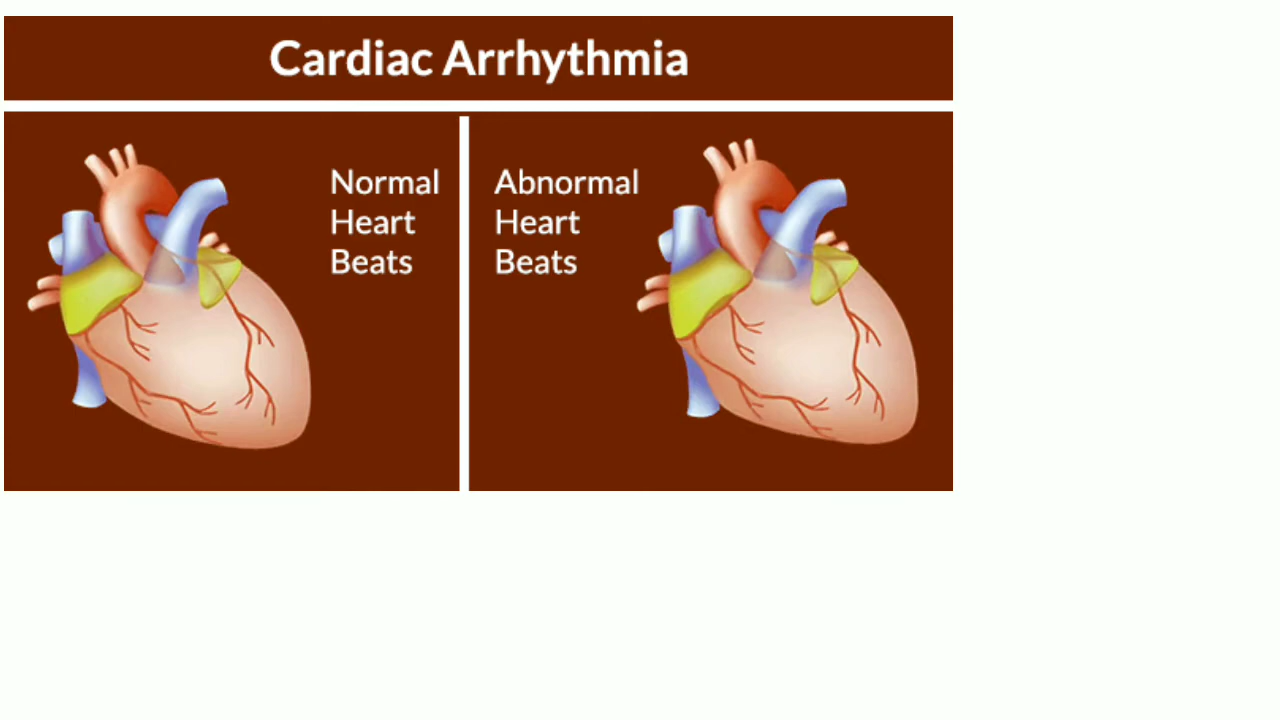 Cardiac Arrhythmia
Normal
Heart
Beats
Abnormal
Heart
Beats